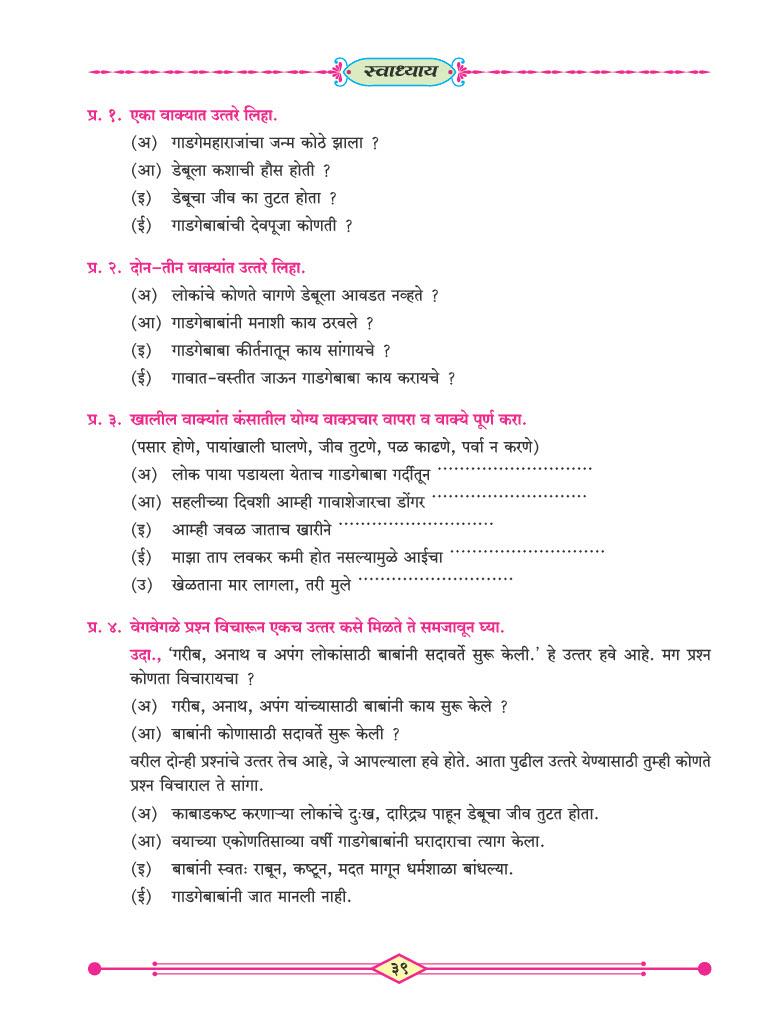 स्वाध्याय
प्र. १. एका वाक्यात उत्तरे लिहा.
(अ) गाडगेमहाराजांचा जन्म कोठे झाला ?
(आ) डेबूला कशाची हौस होती ?
(इ) डेबूचा जीव का तुटत होता ?
(ई) गाडगेबाबांची देवपूजा कोणती ?
प्र. २. दोन-तीन वाक्यांत उत्तरे लिहा.
(अ) लोकांचे कोणते वागणे डेबूला आवडत नव्हते ?
(आ) गाडगेबाबांनी मनाशी काय ठरवले ?
(इ) गाडगेबाबा कीर्तनातून काय सांगायचे ?
(ई) गावात-वस्तीत जाऊन गाडगेबाबा काय करायचे ?
प्र. ३. खालील वाक्यांत कंसातील योग्य वाक्प्रचार वापरा व वाक्ये पूर्ण करा.
(पसार होणे, पायांखाली घालणे, जीव तुटणे, पळ काढणे, पर्वा न करणे)
(अ) लोक पाया पडायला येताच गाडगेबाबा गर्दीतून ............................
(आ) सहलीच्या दिवशी आम्ही गावाशेजारचा डोंगर ............................
(इ) आम्ही जवळ जाताच खारीने ............................
(ई) माझा ताप लवकर कमी होत नसल्यामुळे आईचा ............................
(उ) खेळताना मार लागला, तरी मुले ............................
प्र. ४. वेगवेगळे प्रश्न विचारून एकच उत्तर कसे मिळते ते समजावून घ्या.
उदा., ‘गरीब, अनाथ व अपंग लोकांसाठी बाबांनी सदावर्ते सुरू केली.’ हे उत्तर हवे आहे. मग प्रश्न
कोणता विचारायचा ?
(अ) गरीब, अनाथ, अपंग यांच्यासाठी बाबांनी काय सुरू केले ?
(आ) बाबांनी कोणासाठी सदावर्ते सुरू केली ?
वरील दोन्ही प्रश्नांचे उत्तर तेच आहे, जे आपल्याला हवे होते. आता पुढील उत्तरे येण्यासाठी तुम्ही कोणते
प्रश्न विचाराल ते सांगा.
(अ) काबाडकष्ट करणाऱ्या लोकांचे दुःख, दारिद्र्य पाहून डेबूचा जीव तुटत होता.
(आ) वयाच्या एकोणतिसाव्या वर्षी गाडगेबाबांनी घरादाराचा त्याग केला.
(इ) बाबांनी स्वतः राबून, कष्टून, मदत मागून धर्मशाळा बांधल्या.
(ई) गाडगेबाबांनी जात मानली नाही.
३९